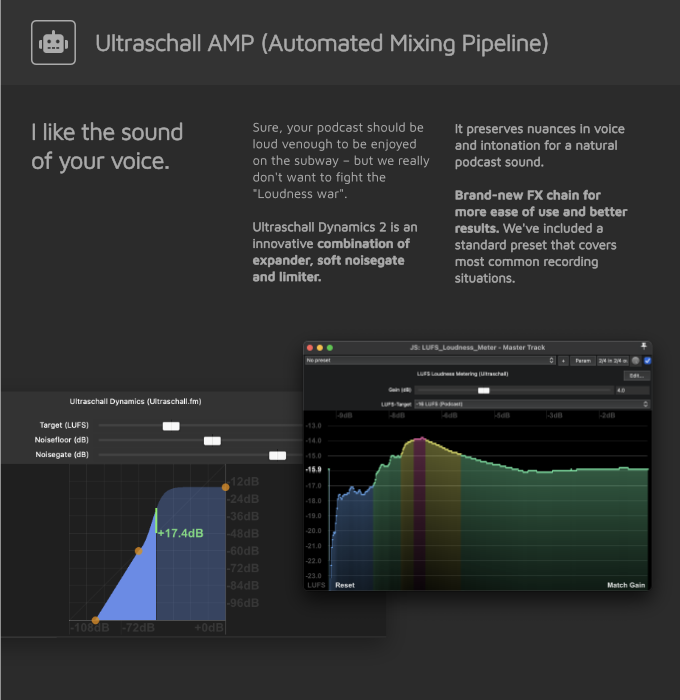 Ultraschall AMP (Automated Mixing Pipeline)
I like the sound
of your voice.
Sure, your podcast should be
loud venough to be enjoyed
on the subway – but we really
don't want to fight the
"Loudness war".
Ultraschall Dynamics 2 is an
innovative combination of
expander, soft noisegate
and limiter.
It preserves nuances in voice
and intonation for a natural
podcast sound.
Brand-new FX chain for
more ease of use and better
results. We've included a
standard preset that covers
most common recording
situations.
JS: LUFS_Loudness_Meter - Master Track
No preset
+
Param
2/4 in 2/4 o
LUFS Loudness Metering (Ultraschall)
Edit...
Gain (dB)
4.0
LUFS-Target
-16 LUFS (Podcast)
-6dB
-3dB
-2dB
-13.0
-14.0
-15.0
-15.9
-17.0
-18.0
-19.0
-20.0
-21.0
-22.0
-23.0
LUFS
Reset
Match Gain
Ultraschall Dynamics (Ultraschall.fm)
Target (LUFS)
Noisefloor (dB)
Noisegate (dB)
-12dB
-24dB
-36dB
-48dB
-60dB
-72dB
-84dB
-96dB
+17.4dB
-108dB
-72dB
+0dB